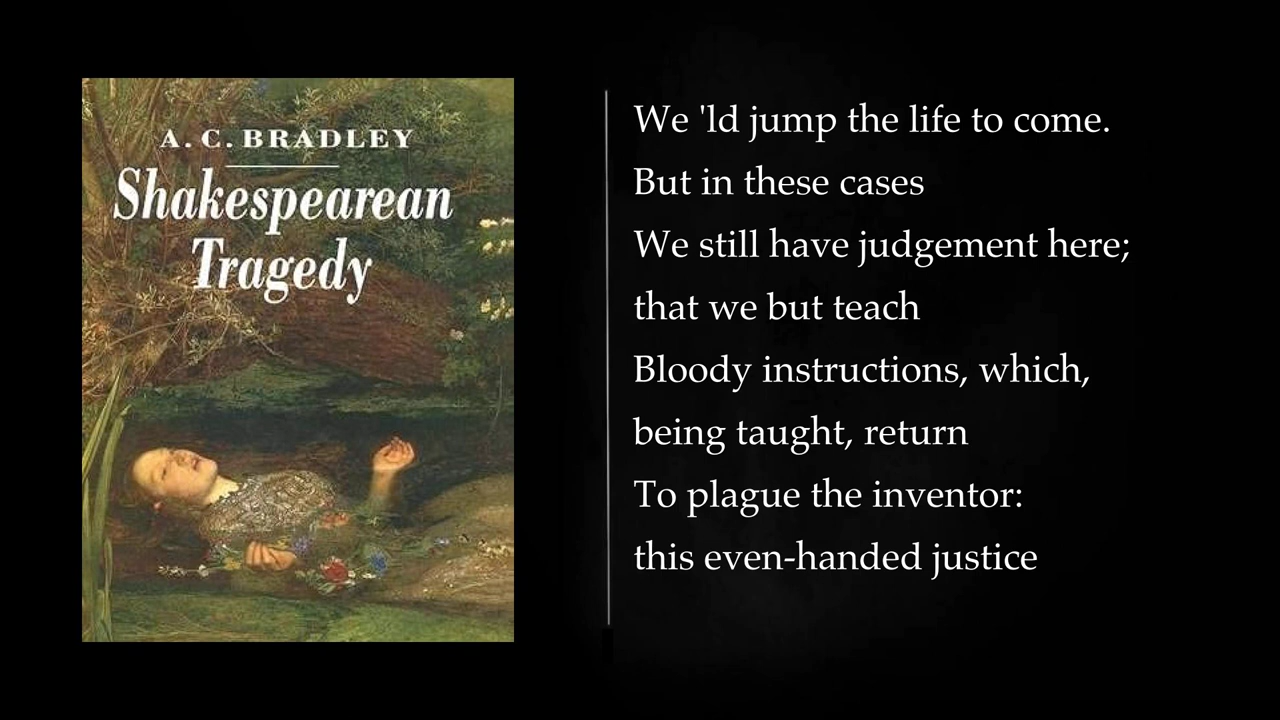 A. C. BRADLEY
Shakespearean
Tragedy
We 'ld jump the life to come.
But in these cases
We still have judgement here;
that we but teach
Bloody instructions, which,
being taught, return
To plague the inventor:
this even-handed justice